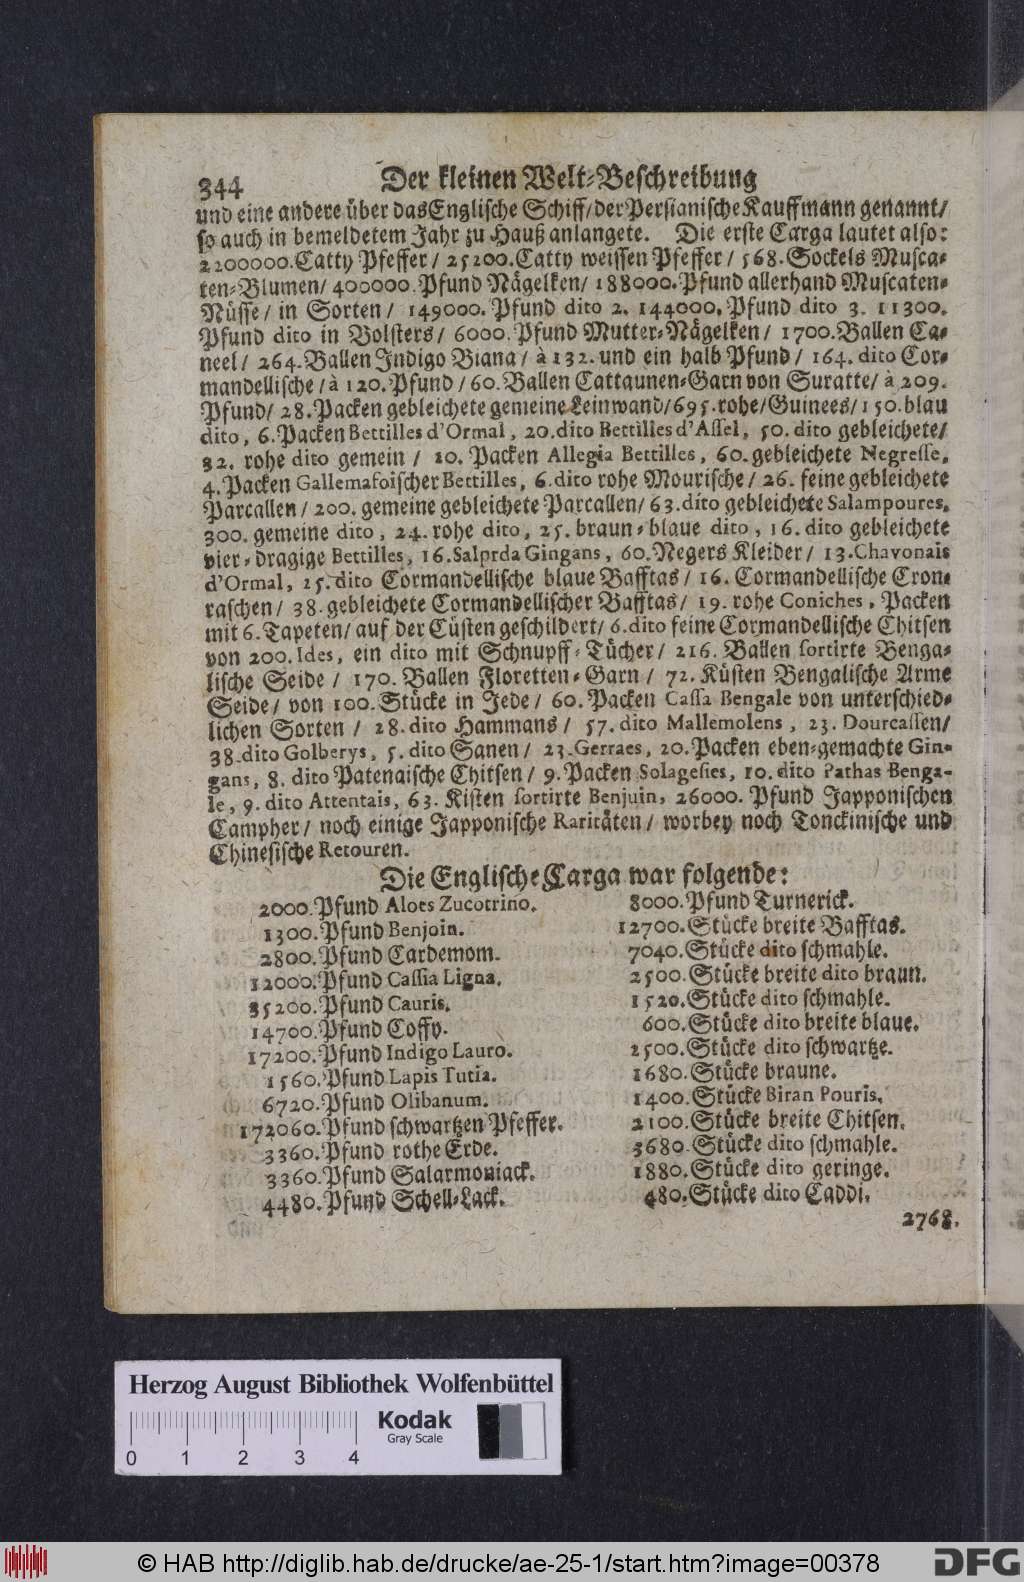 344 Der kleinen Welt-Beschreibung
und eine andere über das Englische Schiff/ der Persianische Kauffmann genannt/
so auch in bemeldetem Jahr zu Hauß anlangete. Die erste Carga lautet also:
2200000. Catty Pfeffer/ 25200. Catty weissen Pfeffer/ 568. Sockels Musca-
ten-Blumen/ 400000. Pfund Nägelken/ 188000. Pfund allerhand Muscaten-
Nüsse/ in Sorten/ 149000. Pfund dito 2. 144000. Pfund dito 3. 11300.
Pfund dito in Bolsters/ 6000. Pfund Mutter-Nägelken/ 1700. Ballen Ca-
neel/ 264. Ballen Indigo Biana/ à 132. und ein halb Pfund/ 164. dito Cor-
mandellische/ à 120. Pfund/ 60. Ballen Cattaunen-Garn von Suratte/ à 209.
Pfund/ 28. Packen gebleichete gemeine Leinwand/ 695. rohe/ Guinees/ 150. blau
dito, 6. Packen Bettilles d'Ormal, 20. dito Bettilles d'Assel, 50. dito gebleichete/
32. rohe dito gemein/ 10. Packen Allegia Bettilles, 60. gebleichete Negresse,
4. Packen Gallemafoischer Bettilles, 6. dito rohe Mourische/ 26. feine gebleichete
Parcallen/ 200. gemeine gebleichete Parcallen/ 63. dito gebleichete Salampoures,
300. gemeine dito, 24. rohe dito, 25. braun-blaue dito, 16. dito gebleichete
vier-dragige Bettilles, 16. Salprda Gingans, 60. Negers Kleider/ 13. Chavonais
d'Ormal, 25. dito Cormandellische blaue Bafftas/ 16. Cormandellische Cron-
raschen/ 38. gebleichete Cormandellischer Bafftas/ 19. rohe Coniches, Packen
mit 6. Tapeten/ auf der Cüsten geschildert/ 6. dito feine Cormandellische Chitsen
von 200. Ides, ein dito mit Schnupff-Tücher/ 216. Ballen sortirte Benga-
lische Seide/ 170. Ballen Floretten-Garn/ 72. Küsten Bengalische Arme
Seide/ von 100. Stücke in Jede/ 60. Packen Cassa Bengale von unterschied-
lichen Sorten/ 28. dito Hammans/ 57. dito Mallemolens, 23. Dourcassen/
38. dito Golberys, 5. dito Sanen/ 23. Gerraes, 20. Packen eben-gemachte Gin-
gans, 8. dito Patenaische Chitsen/ 9. Packen Solagesies, 10. dito Pathas Benga-
le, 9. dito Attentais, 63. Kisten sortirte Benjuin, 26000. Pfund Japponischen
Campher/ noch einige Japponische Raritäten/ worbey noch Tonckinische und
Chinesische Retouren.
Die Englische Carga war folgende:
2000. Pfund Aloes Zucotrino.
1300. Pfund Benjoin.
2800. Pfund Cardemom.
12000. Pfund Cassia Ligna.
35200. Pfund Cauris.
14700. Pfund Coffy.
17200. Pfund Indigo Lauro.
1560. Pfund Lapis Tutia.
6720. Pfund Olibanum.
172060. Pfund schwartzen Pfeffer.
3360. Pfund rothe Erde.
3360. Pfund Salarmoniack.
4480. Pfund Schell-Lack.
8000. Pfund Turnerick.
12700. Stücke breite Bafftas.
7040. Stücke dito schmahle.
2500. Stücke breite dito braun.
1520. Stücke dito schmahle.
600. Stücke dito breite blaue.
2500. Stücke dito schwartze.
1680. Stücke braune.
1400. Stücke Biran Pouris.
2100. Stücke breite Chitsen.
3680. Stücke dito schmahle.
1880. Stücke dito geringe.
480. Stücke dito Caddi.
2768.
Herzog August Bibliothek Wolfenbüttel
Kodak
Gray Scale
0 1 2 3 4
© HAB http://diglib.hab.de/drucke/ae-25-1/start.htm?image=00378
DFG